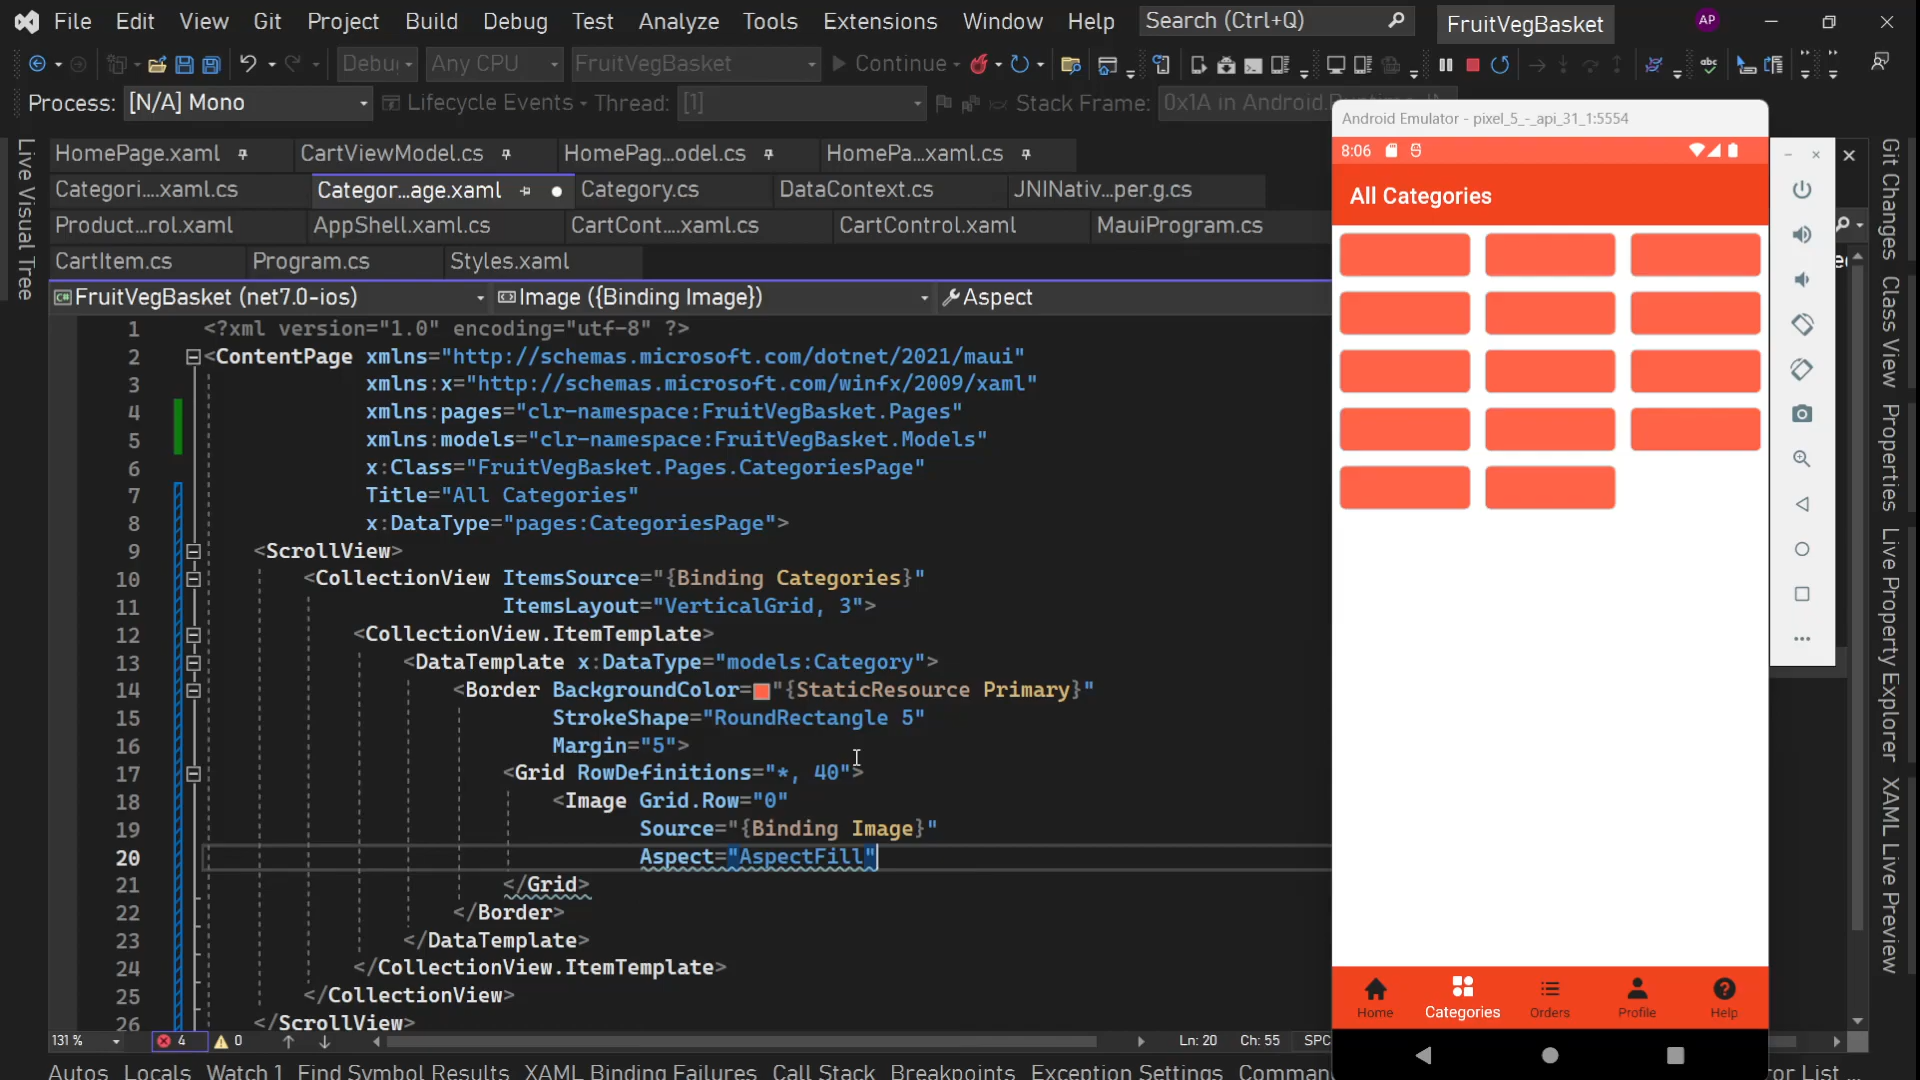 File Edit View Git Project Build Debug Test Analyze Tools Extensions Window Help Search (Ctrl+Q) FruitVegBasket AP
Debug Any CPU FruitVegBasket Continue
Process: [N/A] Mono Lifecycle Events Thread: [1] Stack Frame: 0x1A in Android.
HomePage.xaml CartViewModel.cs HomePag...odel.cs HomePa...xaml.cs
Categori....xaml.cs Categor...age.xaml Category.cs DataContext.cs JNINativ...per.g.cs
Product...rol.xaml AppShell.xaml.cs CartCont....xaml.cs CartControl.xaml MauiProgram.cs
CartItem.cs Program.cs Styles.xaml
FruitVegBasket (net7.0-ios) Image ({Binding Image}) Aspect
1 <?xml version="1.0" encoding="utf-8" ?>
2 <ContentPage xmlns="http://schemas.microsoft.com/dotnet/2021/maui"
3 xmlns:x="http://schemas.microsoft.com/winfx/2009/xaml"
4 xmlns:pages="clr-namespace:FruitVegBasket.Pages"
5 xmlns:models="clr-namespace:FruitVegBasket.Models"
6 x:Class="FruitVegBasket.Pages.CategoriesPage"
7 Title="All Categories"
8 x:DataType="pages:CategoriesPage">
9 <ScrollView>
10 <CollectionView ItemsSource="{Binding Categories}"
11 ItemsLayout="VerticalGrid, 3">
12 <CollectionView.ItemTemplate>
13 <DataTemplate x:DataType="models:Category">
14 <Border BackgroundColor="{StaticResource Primary}"
15 StrokeShape="RoundRectangle 5"
16 Margin="5">
17 <Grid RowDefinitions="*, 40">
18 <Image Grid.Row="0"
19 Source="{Binding Image}"
20 Aspect="AspectFill"
21 </Grid>
22 </Border>
23 </DataTemplate>
24 </CollectionView.ItemTemplate>
25 </CollectionView>
26 </ScrollView>
131 % 4 0 Ln: 20 Ch: 55 SPC
Autos Locals Watch 1 Find Symbol Results XAML Binding Failures Call Stack Breakpoints Exception Settings
Live Visual Tree
Android Emulator - pixel_5_-_api_31_1:5554
8:06
All Categories
Home Categories Orders Profile Help
Git Changes
Class View
Properties
Live Property Explorer
XAML Live Preview